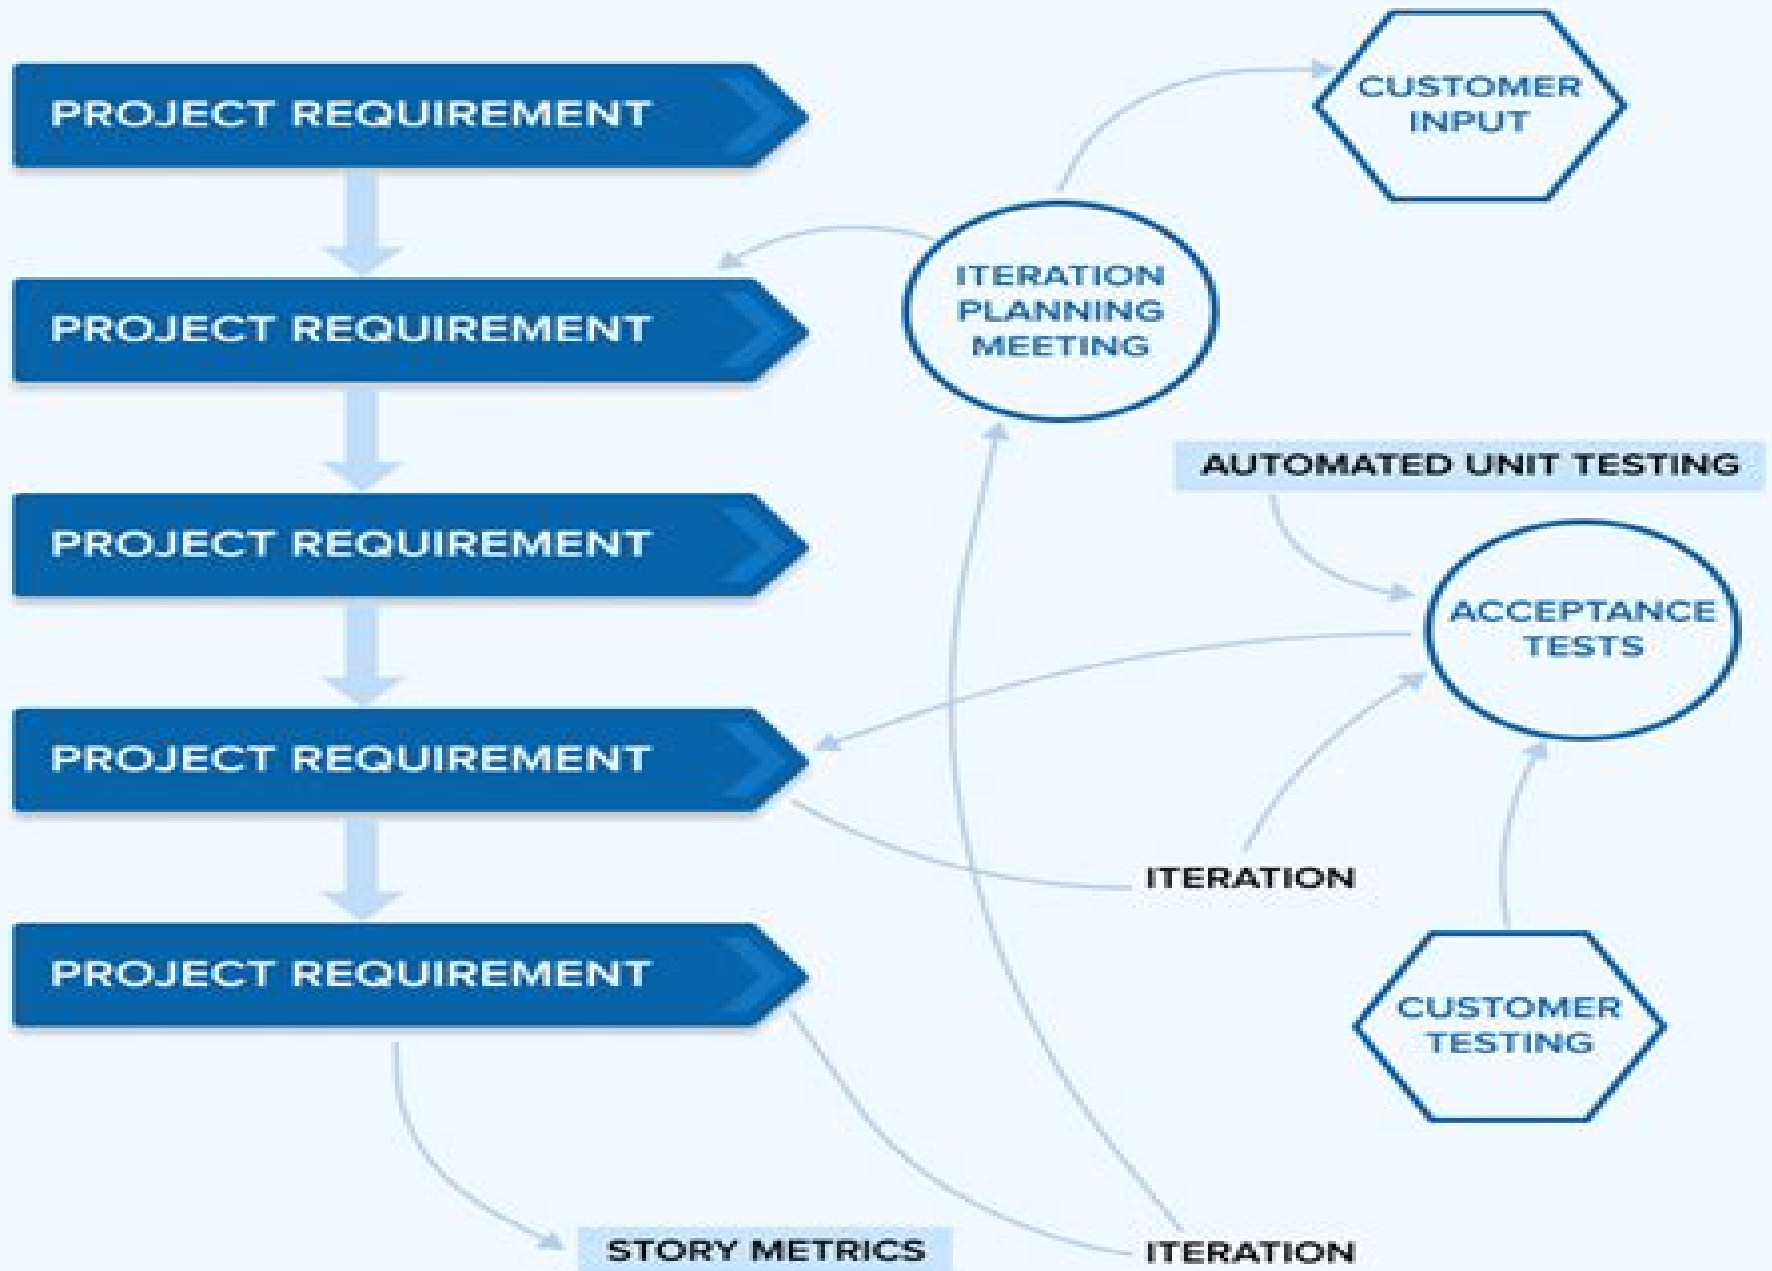 PROJECT REQUIREMENT
CUSTOMER
INPUT
PROJECT REQUIREMENT
ITERATION
PLANNING
MEETING
AUTOMATED UNIT TESTING
PROJECT REQUIREMENT
ACCEPTANCE
TESTS
PROJECT REQUIREMENT
ITERATION
PROJECT REQUIREMENT
CUSTOMER
TESTING
STORY METRICS
ITERATION